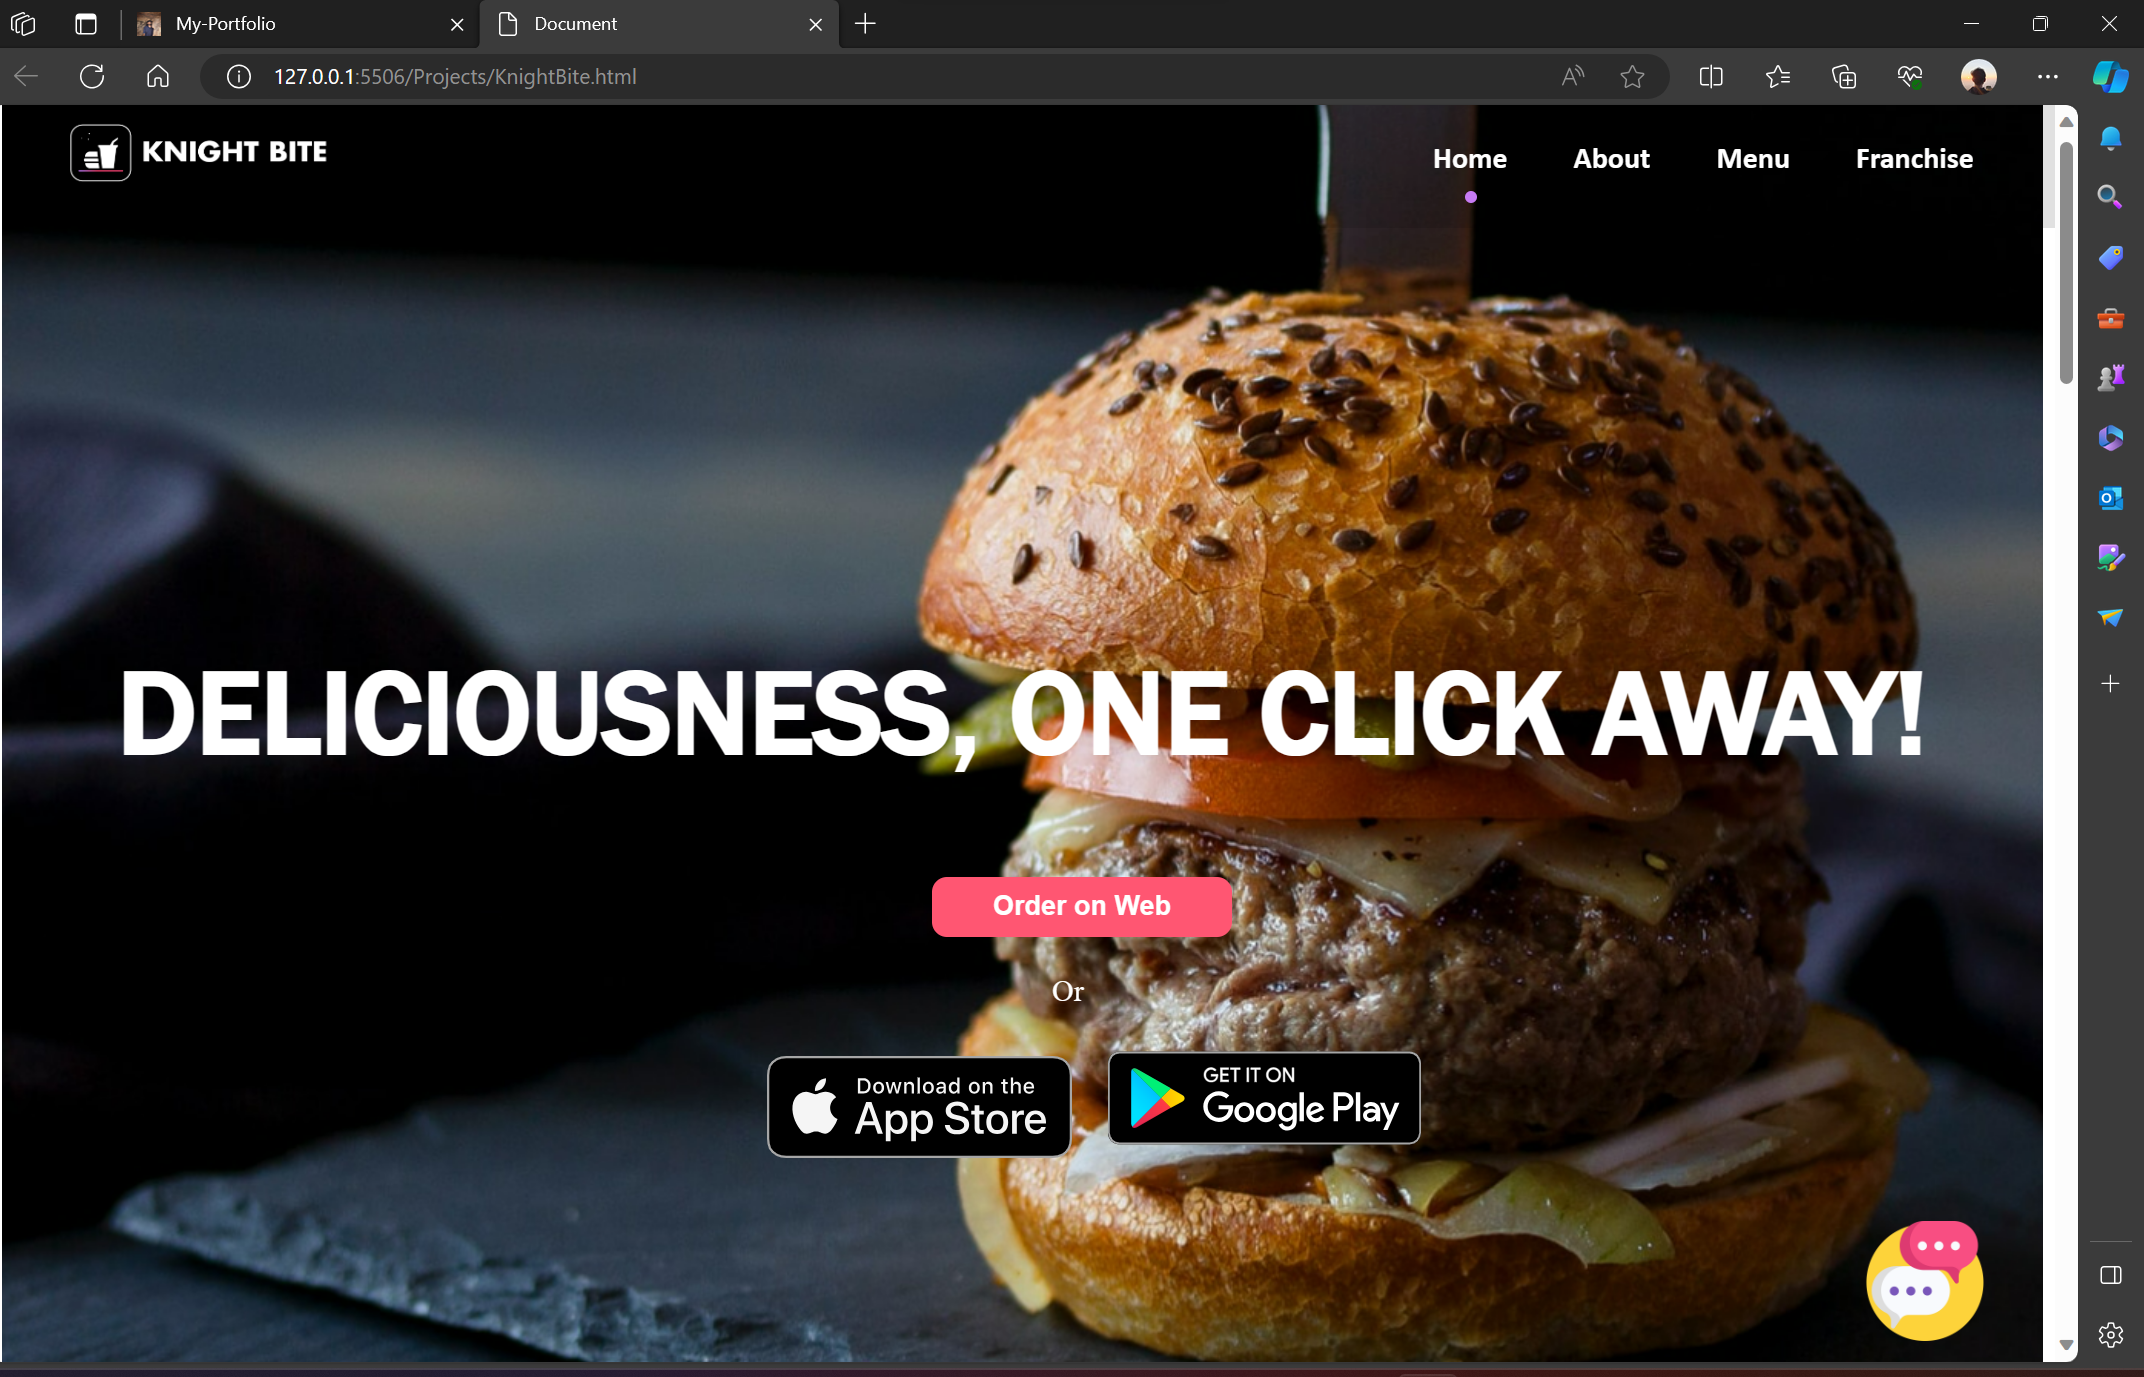 My-Portfolio
Document
127.0.0.1:5506/Projects/KnightBite.html
KNIGHT BITE
Home
About
Menu
Franchise
DELICIOUSNESS, ONE CLICK AWAY!
Order on Web
Or
Download on the
App Store
GET IT ON
Google Play